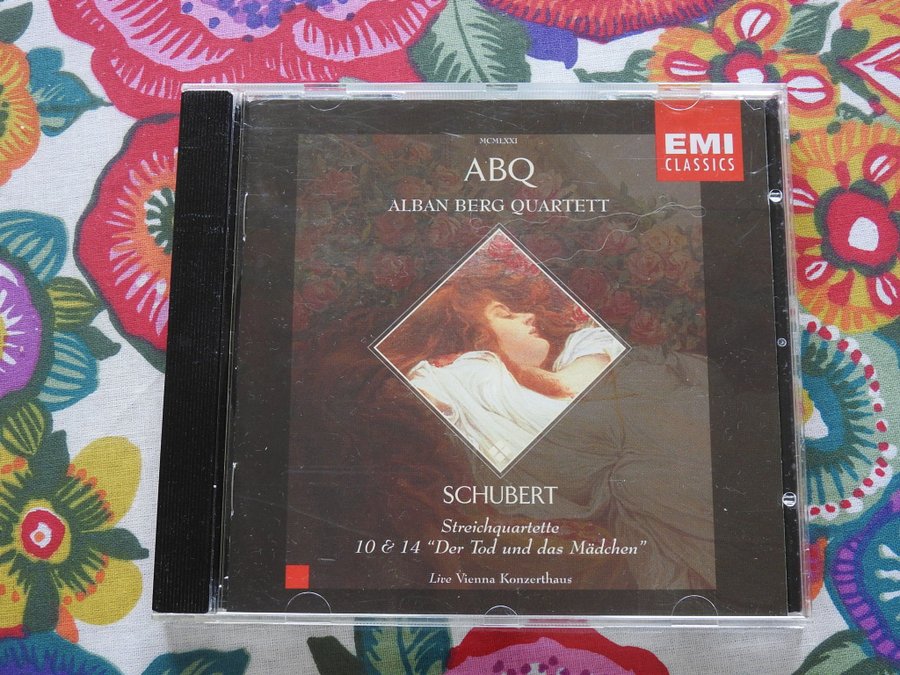 MCMLXXI
ABQ
ALBAN BERG QUARTETT
EMI
CLASSICS
SCHUBERT
Streichquartette
10 & 14 “Der Tod und das Mädchen”
Live Vienna Konzerthaus